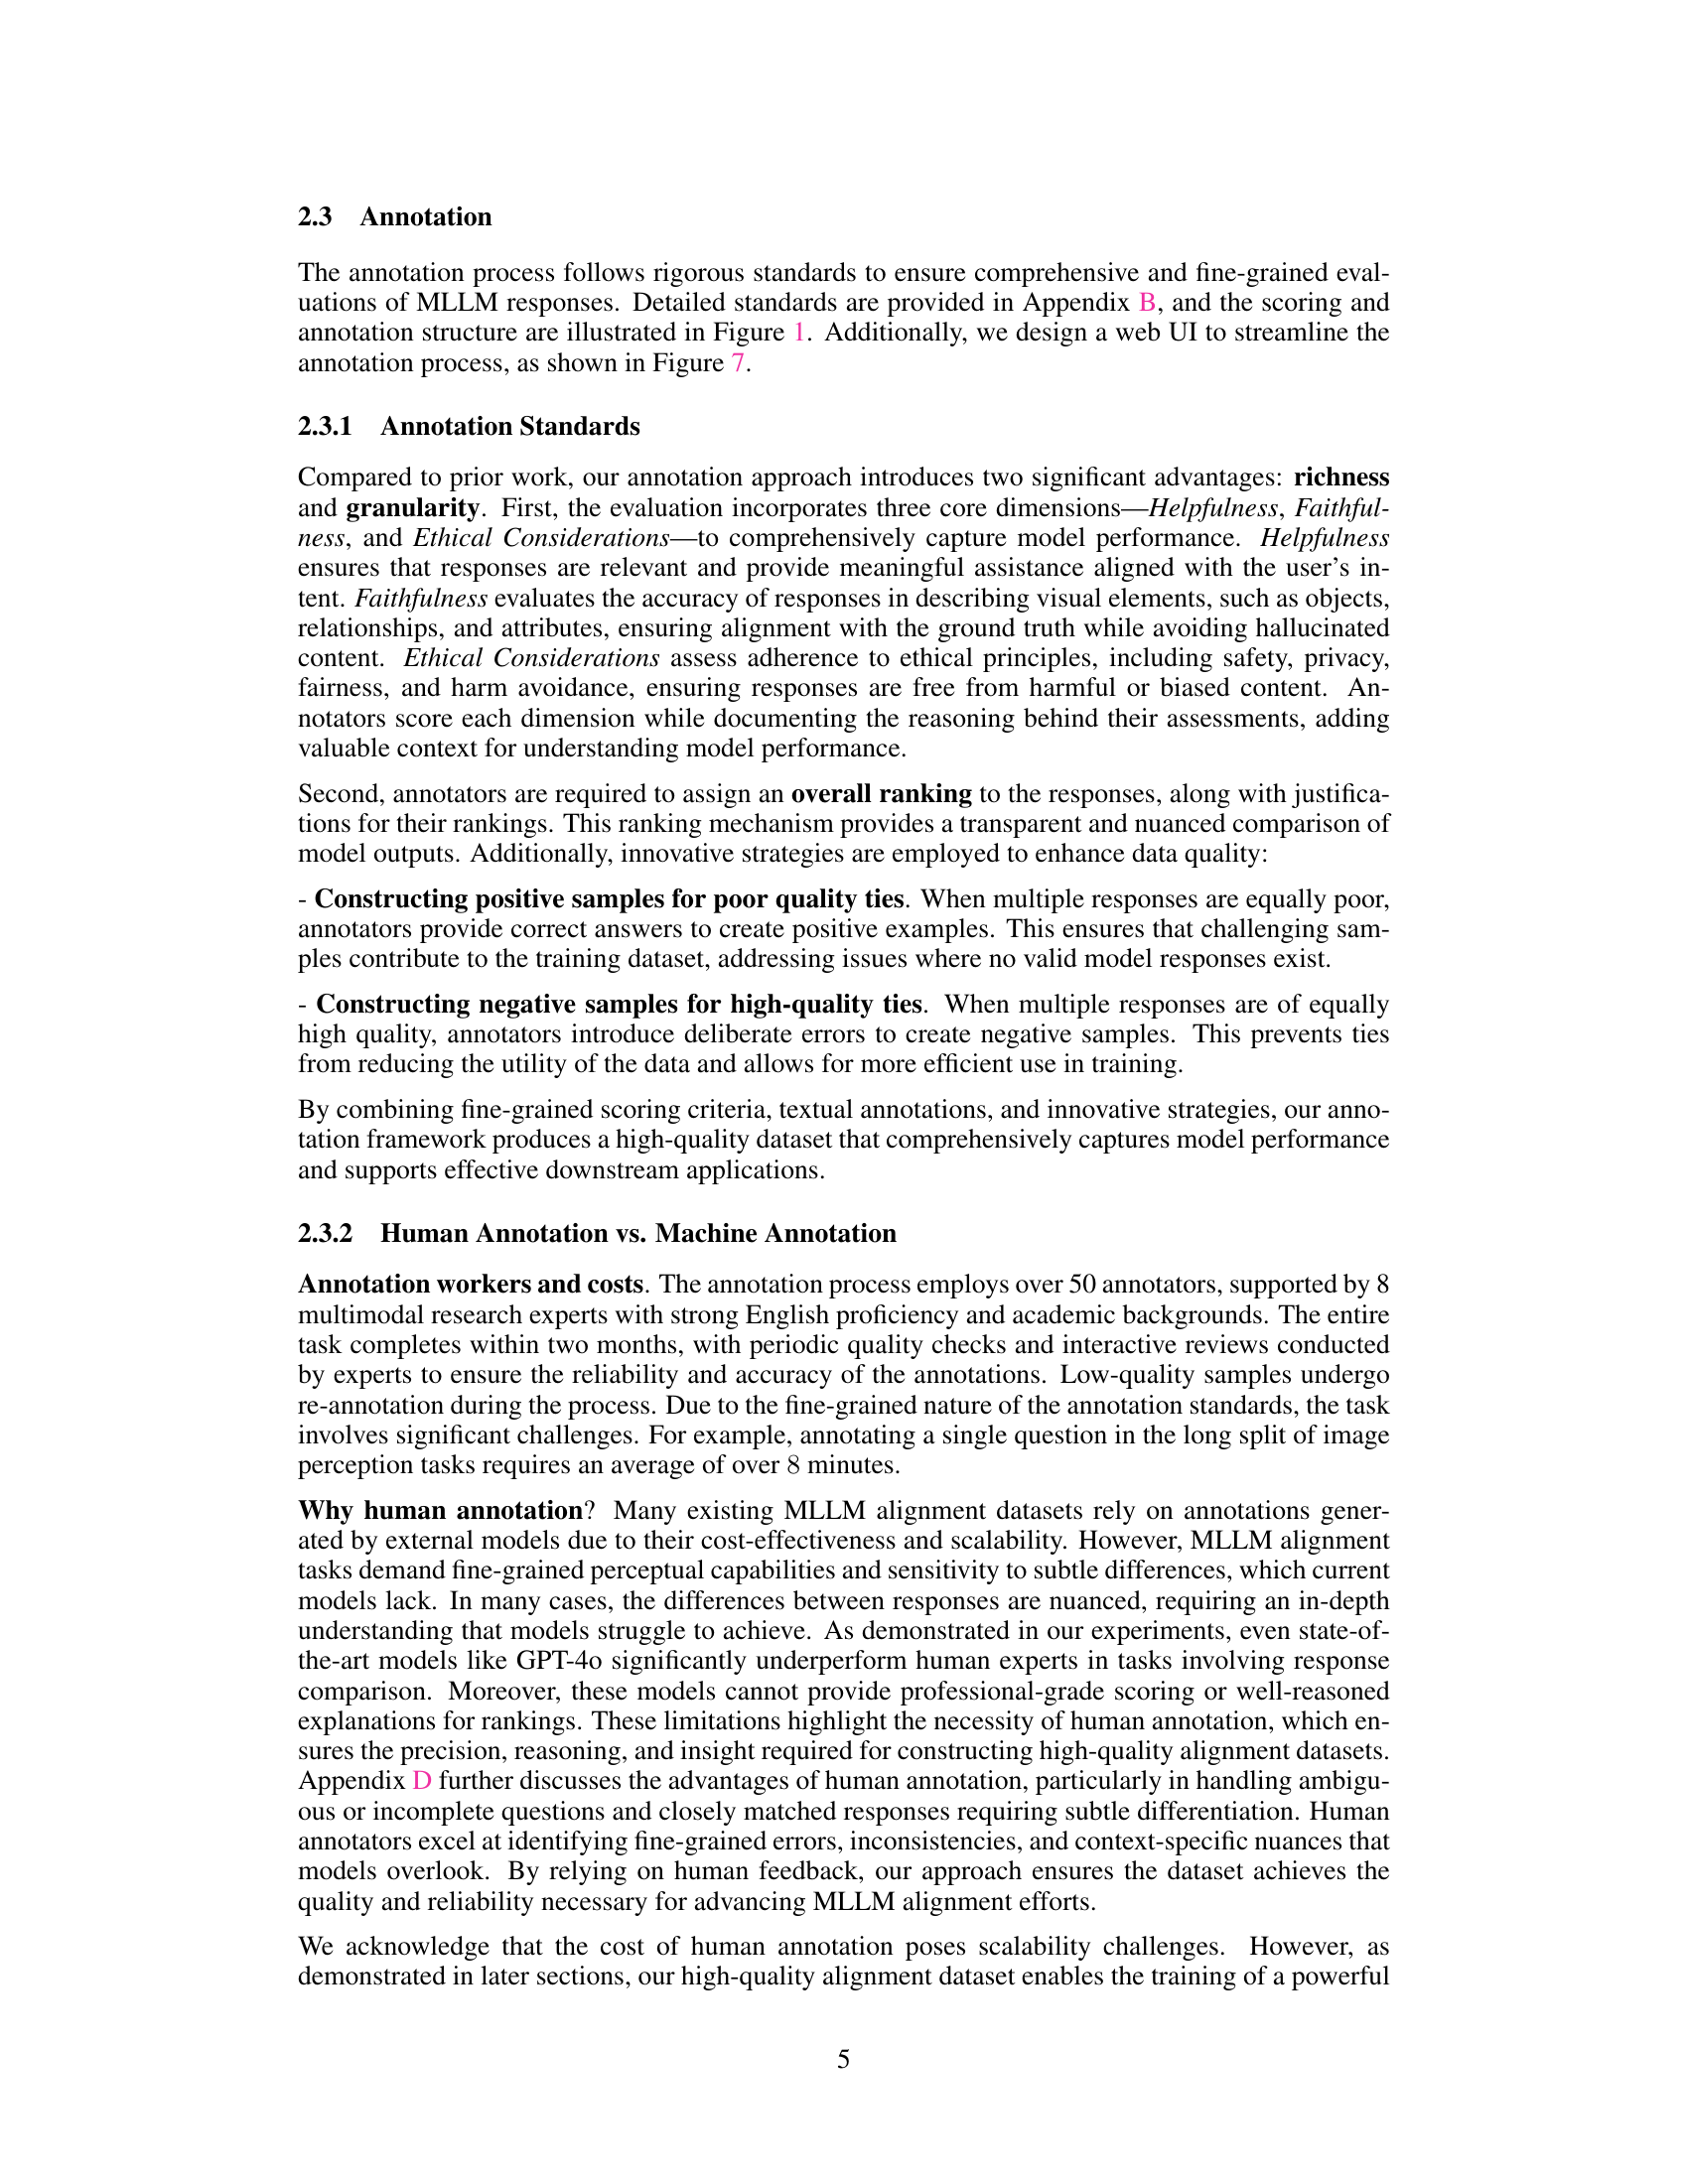 2.3 Annotation
The annotation process follows rigorous standards to ensure comprehensive and fine-grained eval-
uations of MLLM responses. Detailed standards are provided in Appendix B, and the scoring and
annotation structure are illustrated in Figure 1. Additionally, we design a web UI to streamline the
annotation process, as shown in Figure 7.
2.3.1 Annotation Standards
Compared to prior work, our annotation approach introduces two significant advantages: richness
and granularity. First, the evaluation incorporates three core dimensions—Helpfulness, Faithful-
ness, and Ethical Considerations—to comprehensively capture model performance. Helpfulness
ensures that responses are relevant and provide meaningful assistance aligned with the user's in-
tent. Faithfulness evaluates the accuracy of responses in describing visual elements, such as objects,
relationships, and attributes, ensuring alignment with the ground truth while avoiding hallucinated
content. Ethical Considerations assess adherence to ethical principles, including safety, privacy,
fairness, and harm avoidance, ensuring responses are free from harmful or biased content. An-
notators score each dimension while documenting the reasoning behind their assessments, adding
valuable context for understanding model performance.
Second, annotators are required to assign an overall ranking to the responses, along with justifica-
tions for their rankings. This ranking mechanism provides a transparent and nuanced comparison of
model outputs. Additionally, innovative strategies are employed to enhance data quality:
- Constructing positive samples for poor quality ties. When multiple responses are equally poor,
annotators provide correct answers to create positive examples. This ensures that challenging sam-
ples contribute to the training dataset, addressing issues where no valid model responses exist.
- Constructing negative samples for high-quality ties. When multiple responses are of equally
high quality, annotators introduce deliberate errors to create negative samples. This prevents ties
from reducing the utility of the data and allows for more efficient use in training.
By combining fine-grained scoring criteria, textual annotations, and innovative strategies, our anno-
tation framework produces a high-quality dataset that comprehensively captures model performance
and supports effective downstream applications.
2.3.2 Human Annotation vs. Machine Annotation
Annotation workers and costs. The annotation process employs over 50 annotators, supported by 8
multimodal research experts with strong English proficiency and academic backgrounds. The entire
task completes within two months, with periodic quality checks and interactive reviews conducted
by experts to ensure the reliability and accuracy of the annotations. Low-quality samples undergo
re-annotation during the process. Due to the fine-grained nature of the annotation standards, the task
involves significant challenges. For example, annotating a single question in the long split of image
perception tasks requires an average of over 8 minutes.
Why human annotation? Many existing MLLM alignment datasets rely on annotations gener-
ated by external models due to their cost-effectiveness and scalability. However, MLLM alignment
tasks demand fine-grained perceptual capabilities and sensitivity to subtle differences, which current
models lack. In many cases, the differences between responses are nuanced, requiring an in-depth
understanding that models struggle to achieve. As demonstrated in our experiments, even state-of-
the-art models like GPT-4o significantly underperform human experts in tasks involving response
comparison. Moreover, these models cannot provide professional-grade scoring or well-reasoned
explanations for rankings. These limitations highlight the necessity of human annotation, which en-
sures the precision, reasoning, and insight required for constructing high-quality alignment datasets.
Appendix D further discusses the advantages of human annotation, particularly in handling ambigu-
ous or incomplete questions and closely matched responses requiring subtle differentiation. Human
annotators excel at identifying fine-grained errors, inconsistencies, and context-specific nuances that
models overlook. By relying on human feedback, our approach ensures the dataset achieves the
quality and reliability necessary for advancing MLLM alignment efforts.
We acknowledge that the cost of human annotation poses scalability challenges. However, as
demonstrated in later sections, our high-quality alignment dataset enables the training of a powerful
5